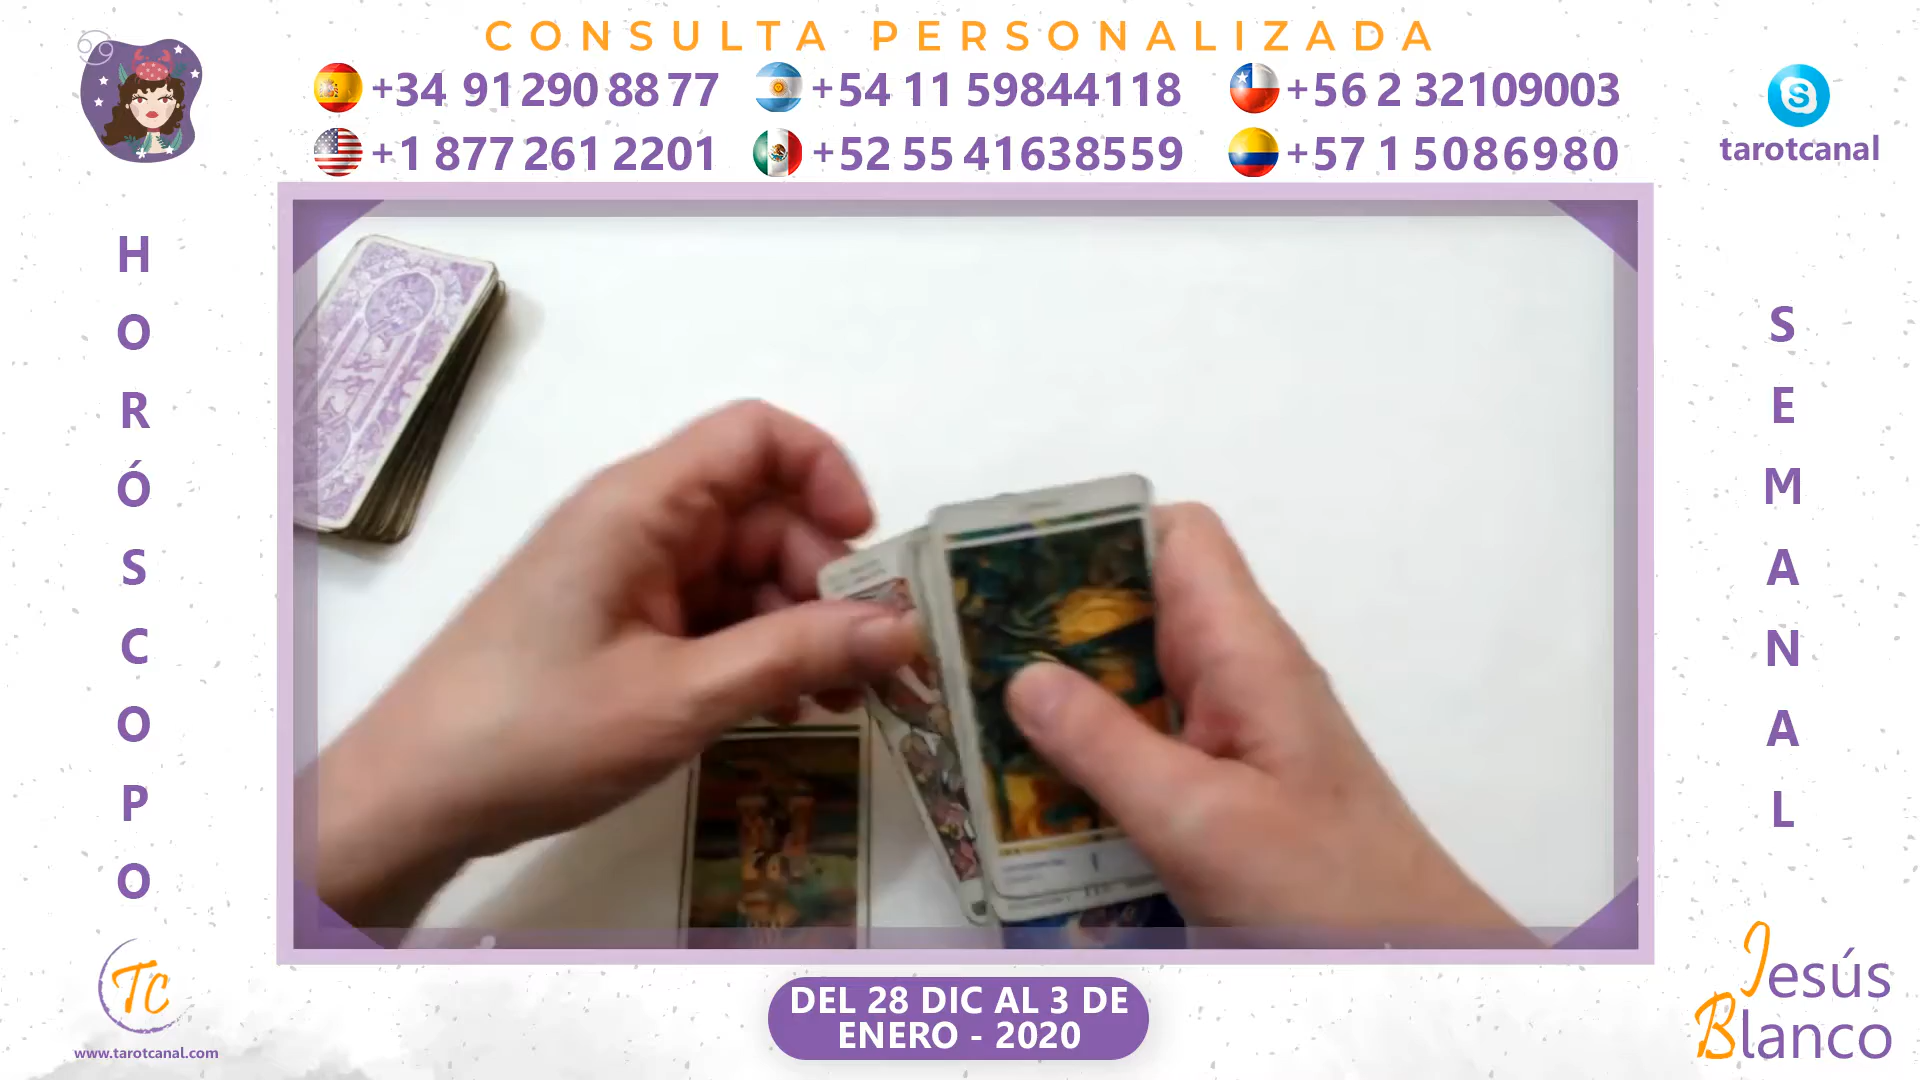 CONSULTA PERSONALIZADA
+34 91 290 88 77
+54 11 59844118
+56 2 32109003
+1 877 261 2201
+52 55 41638559
+57 1 5086980
tarotcanal
HORÓSCOPO
SEMANAL
TC
www.tarotcanal.com
DEL 28 DIC AL 3 DE
ENERO - 2020
Jesús
Blanco